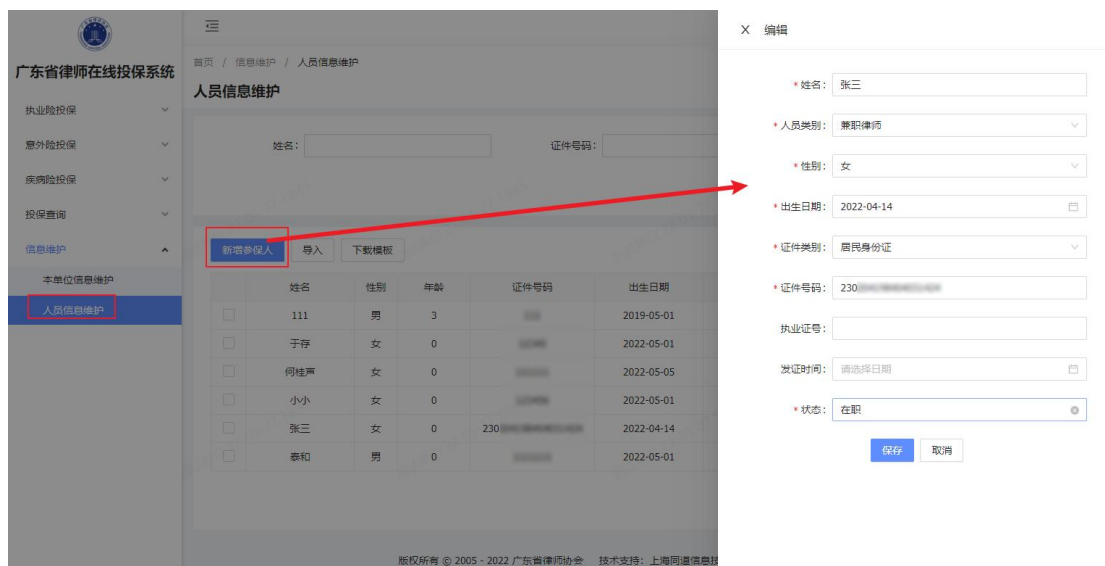 广东省律师在线投保系统
执业险投保
意外险投保
疾病险投保
投保查询
信息维护
本单位信息维护
人员信息维护
首页 / 信息维护 / 人员信息维护
人员信息维护
姓名：
证件号码：
新增参保人 导入 下载模板
姓名 性别 年龄 证件号码 出生日期
111 男 3 2019-05-01
于存 女 0 2022-05-01
何桂声 女 0 2022-05-05
小小 女 0 2022-05-01
张三 女 0 230 2022-04-14
泰和 男 0 2022-05-01
版权所有 © 2005 - 2022 广东省律师协会 技术支持：上海同道信息技
X 编辑
* 姓名： 张三
* 人员类别： 兼职律师
* 性别： 女
* 出生日期： 2022-04-14
* 证件类别： 居民身份证
* 证件号码： 230
执业证号：
发证时间： 请选择日期
* 状态： 在职
保存 取消